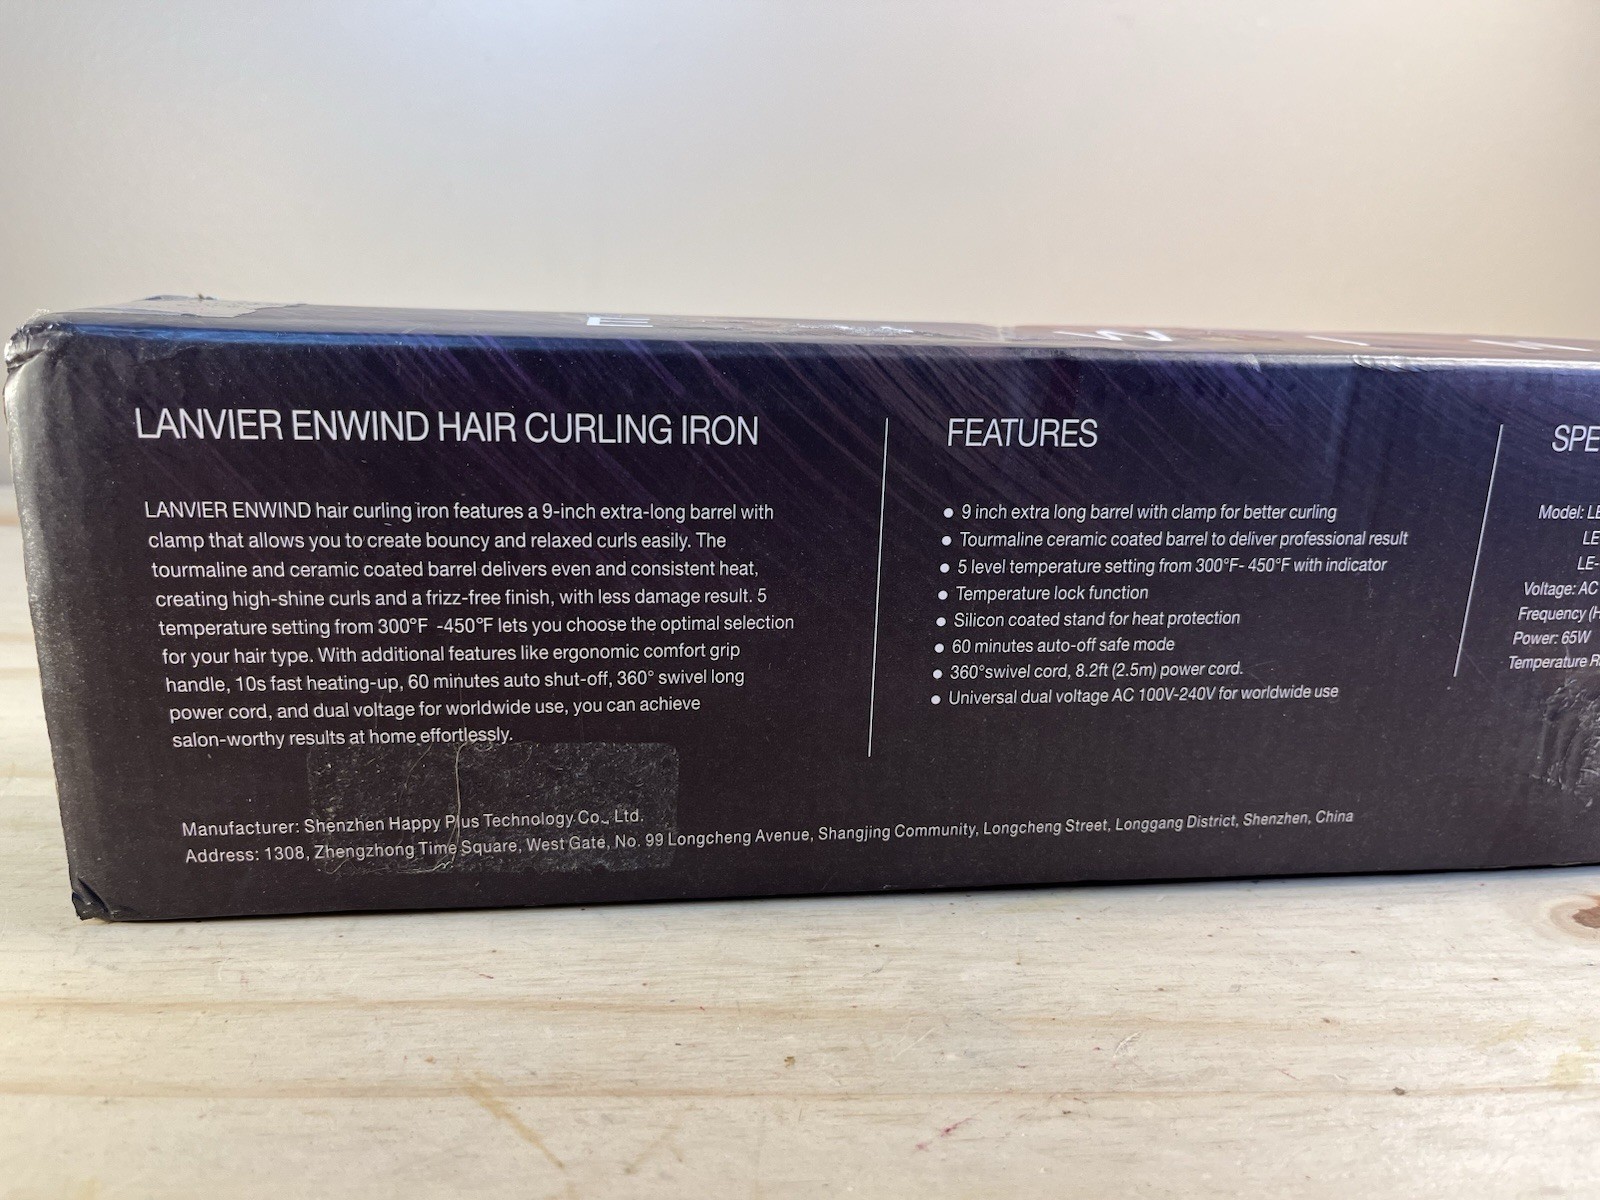 LANVIER ENWIND HAIR CURLING IRON
LANVIER ENWIND hair curling iron features a 9-inch extra-long barrel with
clamp that allows you to create bouncy and relaxed curls easily. The
tourmaline and ceramic coated barrel delivers even and consistent heat,
creating high-shine curls and a frizz-free finish, with less damage result. 5
temperature setting from 300°F -450°F lets you choose the optimal selection
for your hair type. With additional features like ergonomic comfort grip
handle, 10s fast heating-up, 60 minutes auto shut-off, 360° swivel long
power cord, and dual voltage for worldwide use, you can achieve
salon-worthy results at home effortlessly.
FEATURES
● 9 inch extra long barrel with clamp for better curling
● Tourmaline ceramic coated barrel to deliver professional result
● 5 level temperature setting from 300°F- 450°F with indicator
● Temperature lock function
● Silicon coated stand for heat protection
● 60 minutes auto-off safe mode
● 360°swivel cord, 8.2ft (2.5m) power cord.
● Universal dual voltage AC 100V-240V for worldwide use
SPE
Model: LE
LE
LE-
Voltage: AC
Frequency (H
Power: 65W
Temperature R
Manufacturer: Shenzhen Happy Plus Technology Co., Ltd.
Address: 1308, Zhengzhong Time Square, West Gate, No. 99 Longcheng Avenue, Shangjing Community, Longcheng Street, Longgang District, Shenzhen, China